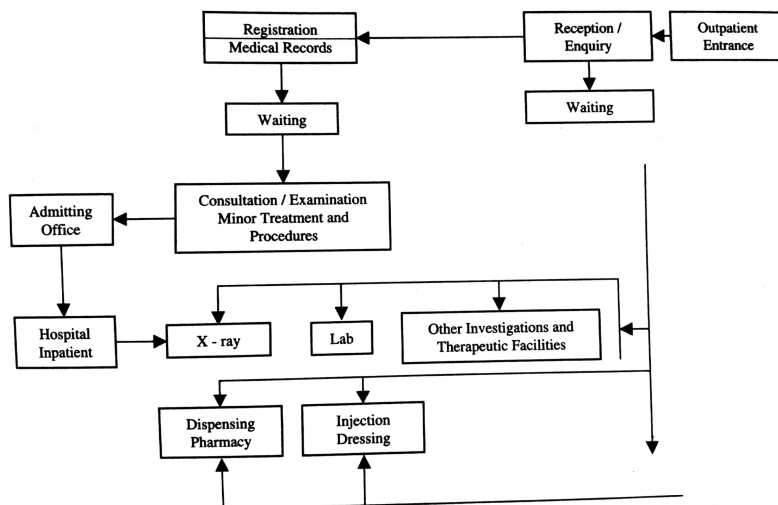 Registration
Medical Records
Reception /
Enquiry
Outpatient
Entrance
Waiting
Waiting
Consultation / Examination
Minor Treatment and
Procedures
Admitting
Office
Hospital
Inpatient
X - ray
Lab
Other Investigations and
Therapeutic Facilities
Dispensing
Pharmacy
Injection
Dressing